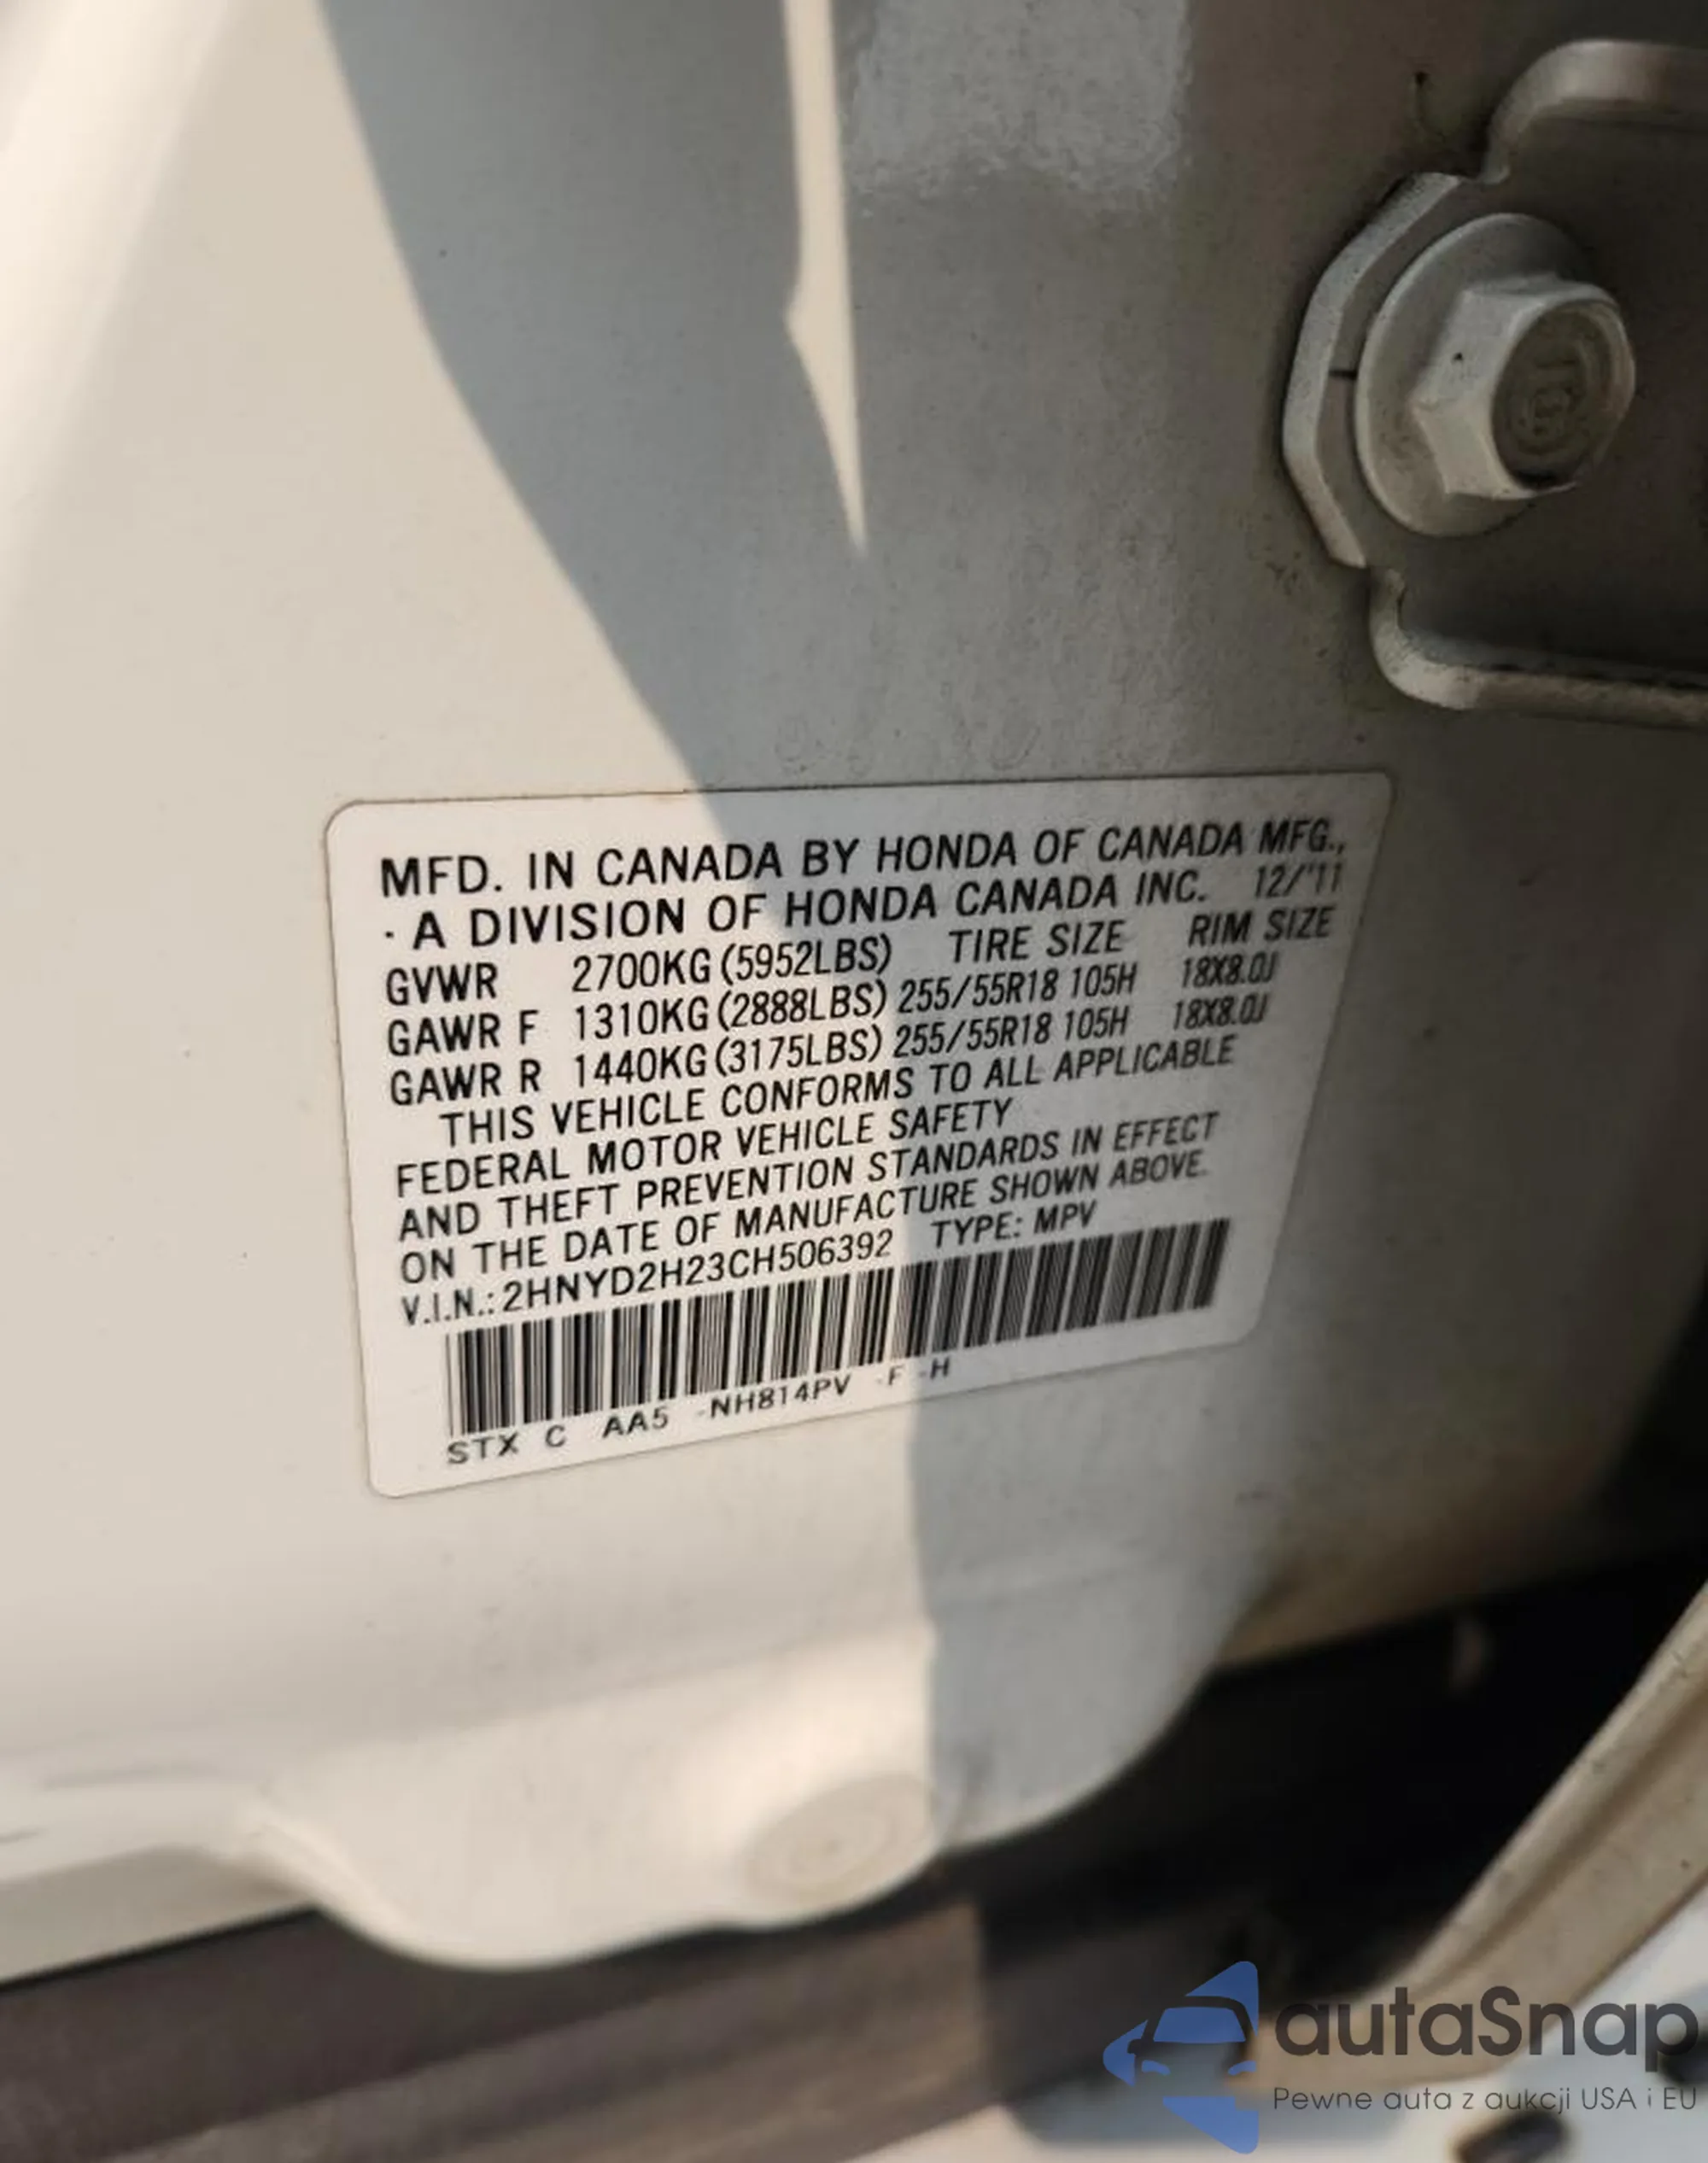 MFD. IN CANADA BY HONDA OF CANADA MFG.,
· A DIVISION OF HONDA CANADA INC. 12/'11
GVWR 2700KG (5952LBS) TIRE SIZE RIM SIZE
GAWR F 1310KG (2888LBS) 255/55R18 105H 18X8.0J
GAWR R 1440KG (3175LBS) 255/55R18 105H 18X8.0J
THIS VEHICLE CONFORMS TO ALL APPLICABLE
FEDERAL MOTOR VEHICLE SAFETY
AND THEFT PREVENTION STANDARDS IN EFFECT
ON THE DATE OF MANUFACTURE SHOWN ABOVE.
V.I.N.: 2HNYD2H23CH506392 TYPE: MPV
STX C AA5 -NH814PV -F -H
autaSnap
Pewne auta z aukcji USA i EU